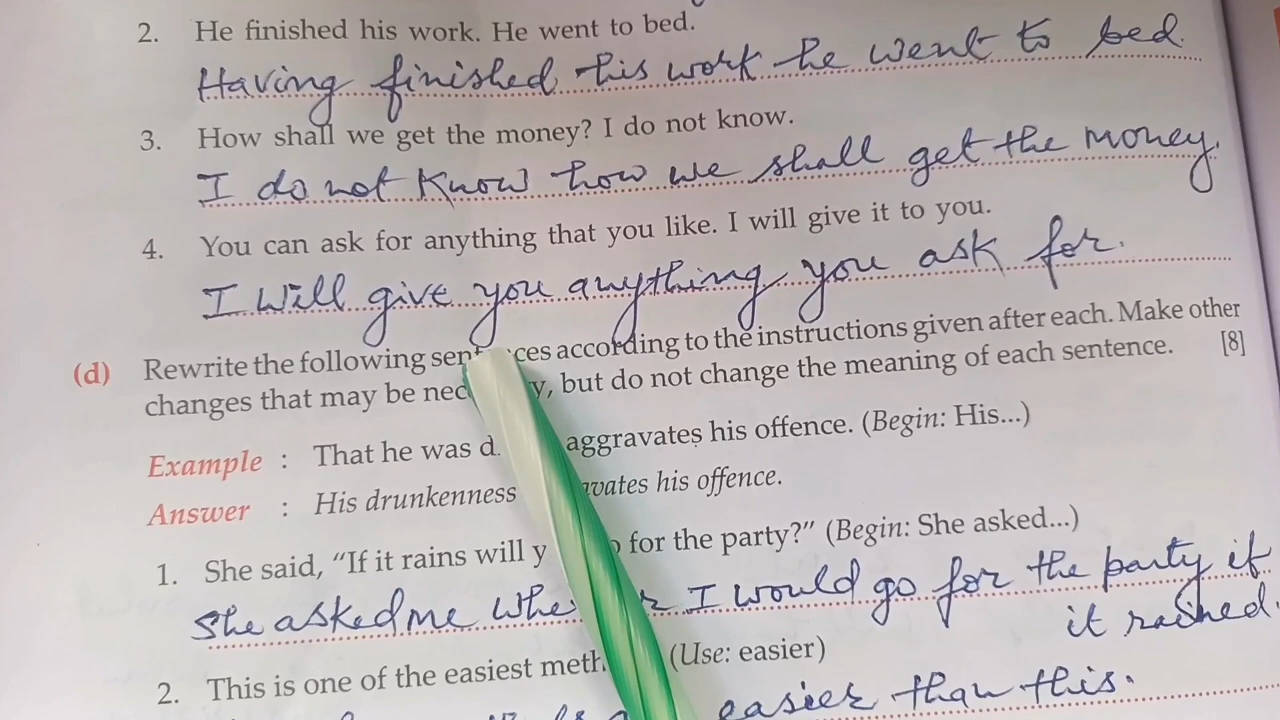 2. He finished his work. He went to bed.
Having finished his work he went to bed.
3. How shall we get the money? I do not know.
I do not know how we shall get the money.
4. You can ask for anything that you like. I will give it to you.
I will give you anything you ask for.
(d) Rewrite the following sentences according to the instructions given after each. Make other
changes that may be nec y, but do not change the meaning of each sentence. [8]
Example : That he was d. aggravates his offence. (Begin: His...)
Answer : His drunkenness vates his offence.
1. She said, "If it rains will y o for the party?" (Begin: She asked...)
She asked me whe r I would go for the party if
it rained.
2. This is one of the easiest meth (Use: easier)
easier than this.